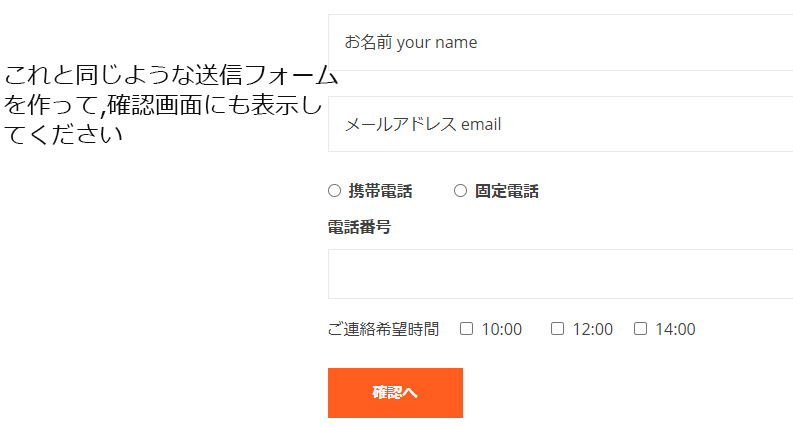 お名前 your name
これと同じような送信フォーム
を作って,確認画面にも表示し
てください
メールアドレス email
携帯電話 固定電話
電話番号
ご連絡希望時間 10:00 12:00 14:00
確認へ